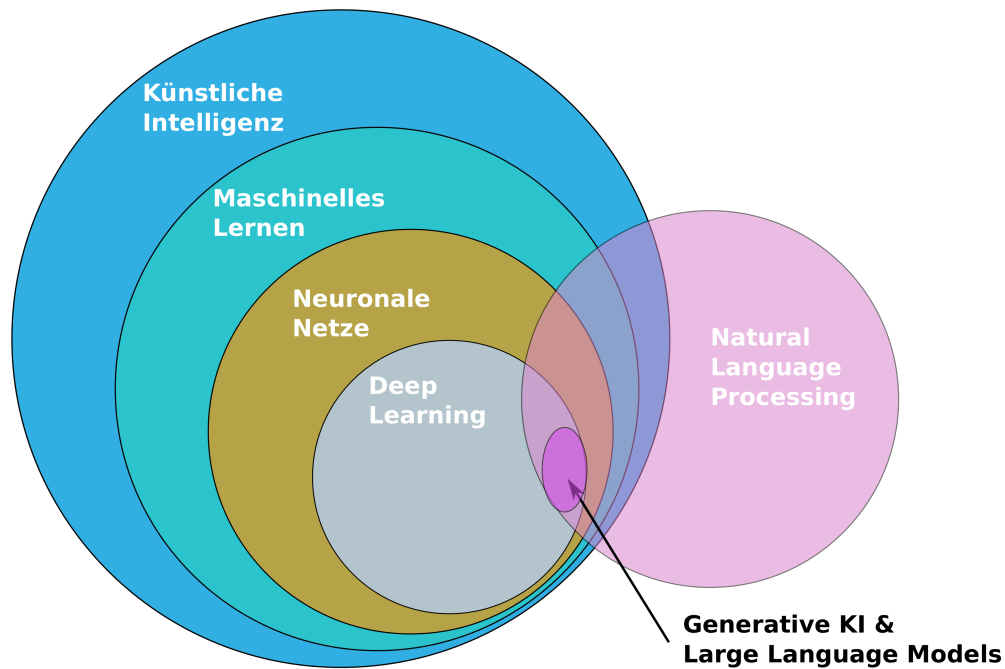 Künstliche
Intelligenz
Maschinelles
Lernen
Neuronale
Netze
Deep
Learning
Natural
Language
Processing
Generative KI &
Large Language Models